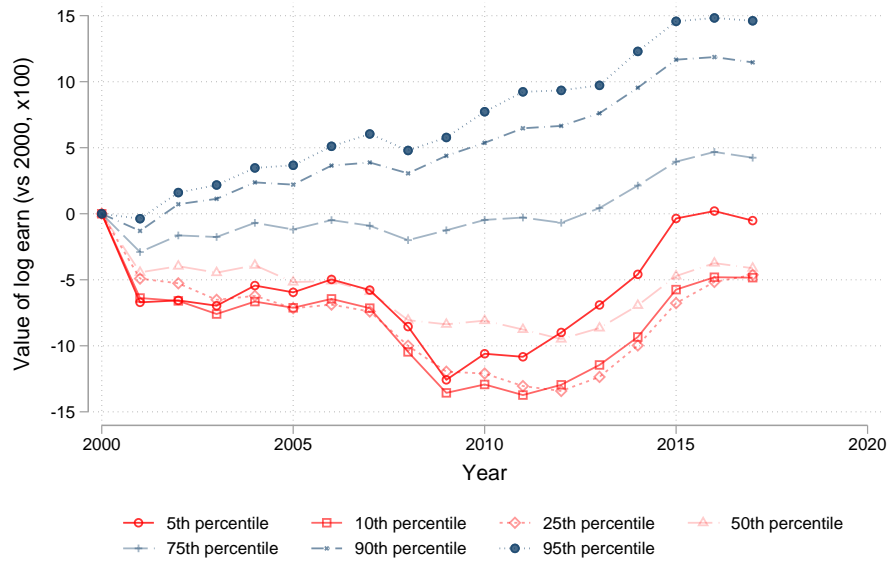 Value of log earn (vs 2000, x100)
15
10
5
0
-5
-10
-15
2000 2005 2010 2015 2020
Year
5th percentile 10th percentile 25th percentile 50th percentile
75th percentile 90th percentile 95th percentile